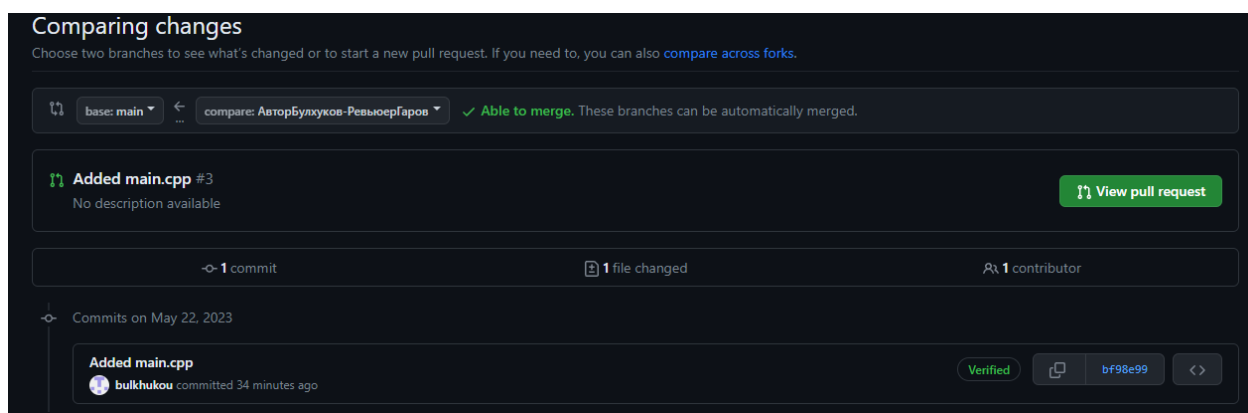 Comparing changes
Choose two branches to see what's changed or to start a new pull request. If you need to, you can also compare across forks.
base: main compare: АвторБулхуков-РевьюерГаров Able to merge. These branches can be automatically merged.
Added main.cpp #3
No description available
View pull request
1 commit 1 file changed 1 contributor
Commits on May 22, 2023
Added main.cpp
bulkhukou committed 34 minutes ago
Verified bf98e99